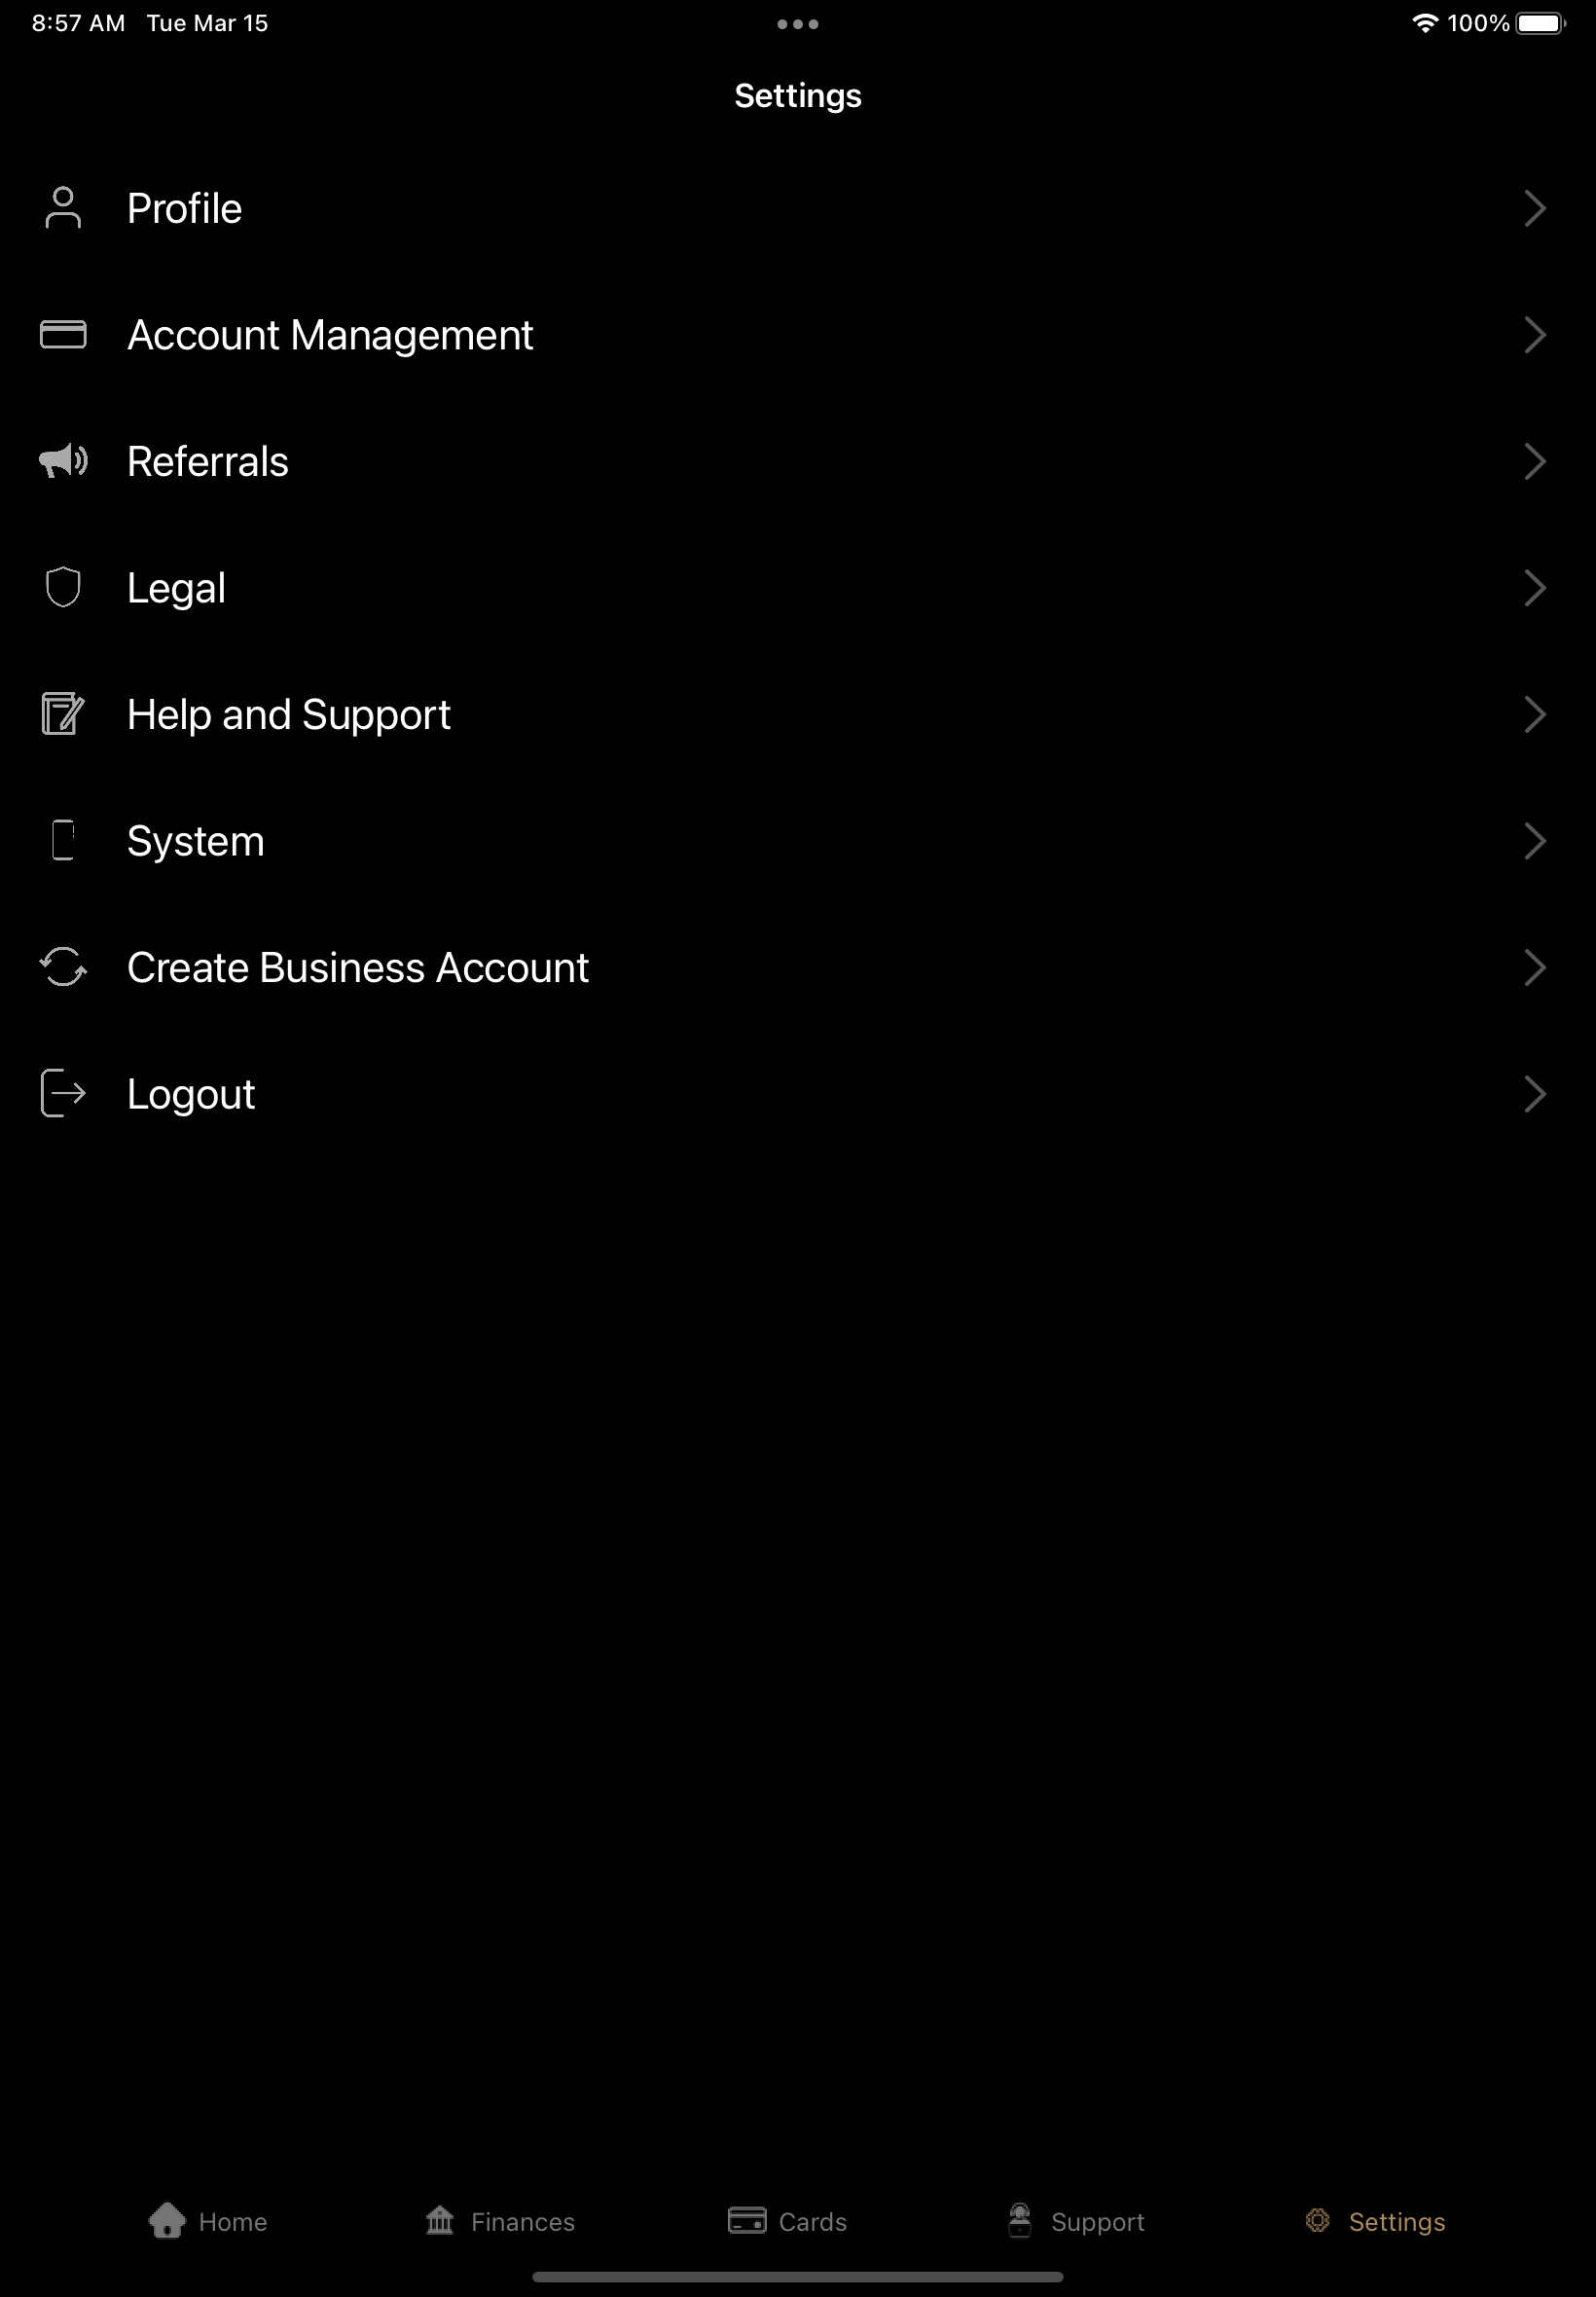 8:57 AM Tue Mar 15 100%
Settings
Profile
Account Management
Referrals
Legal
Help and Support
System
Create Business Account
Logout
Home Finances Cards Support Settings